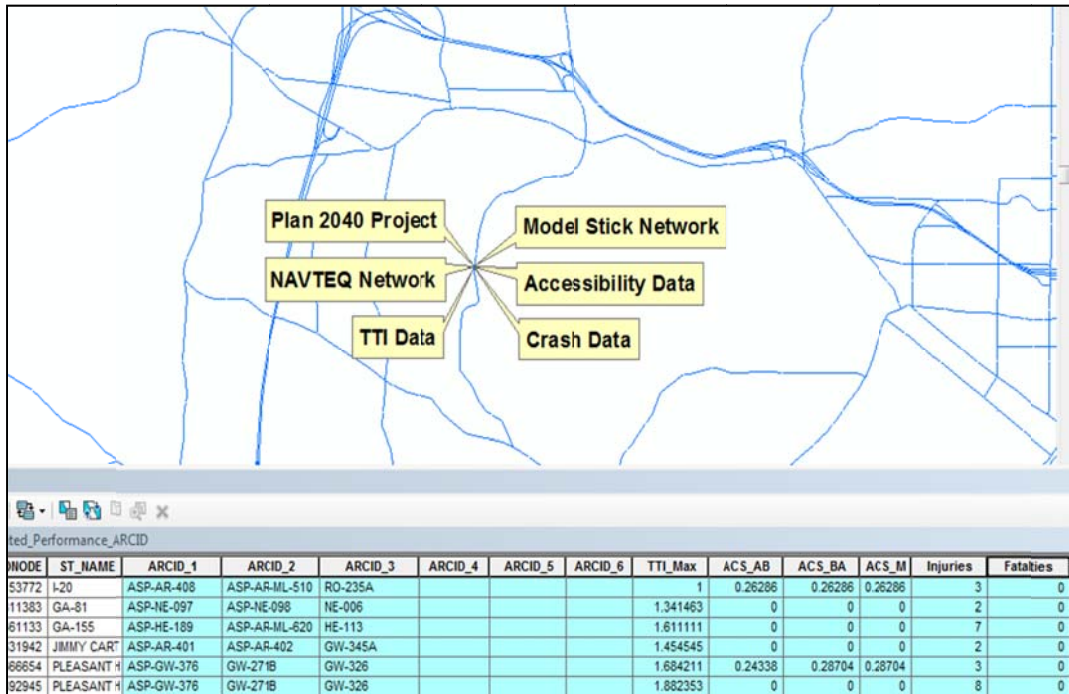 Plan 2040 Project
Model Stick Network
NAVTEQ Network
Accessibility Data
TTI Data
Crash Data
ted_Performance_ARCID
ONODE ST_NAME ARCID_1 ARCID_2 ARCID_3 ARCID_4 ARCID_5 ARCID_6 TTI_Max ACS_AB ACS_BA ACS_M Injuries Fatalties
53772 I-20 ASP-AR-408 ASP-AR-ML-510 RO-235A 1 0.26286 0.26286 0.26286 3 0
11383 GA-81 ASP-NE-097 ASP-NE-098 NE-006 1.341463 0 0 0 2 0
61133 GA-155 ASP-HE-189 ASP-AR-ML-620 HE-113 1.611111 0 0 0 7 0
31942 JIMMY CART ASP-AR-401 ASP-AR-402 GW-345A 1.454545 0 0 0 2 0
66654 PLEASANT H ASP-GW-376 GW-271B GW-326 1.684211 0.24338 0.28704 0.28704 3 0
92945 PLEASANT H ASP-GW-376 GW-271B GW-326 1.882353 0 0 0 8 0